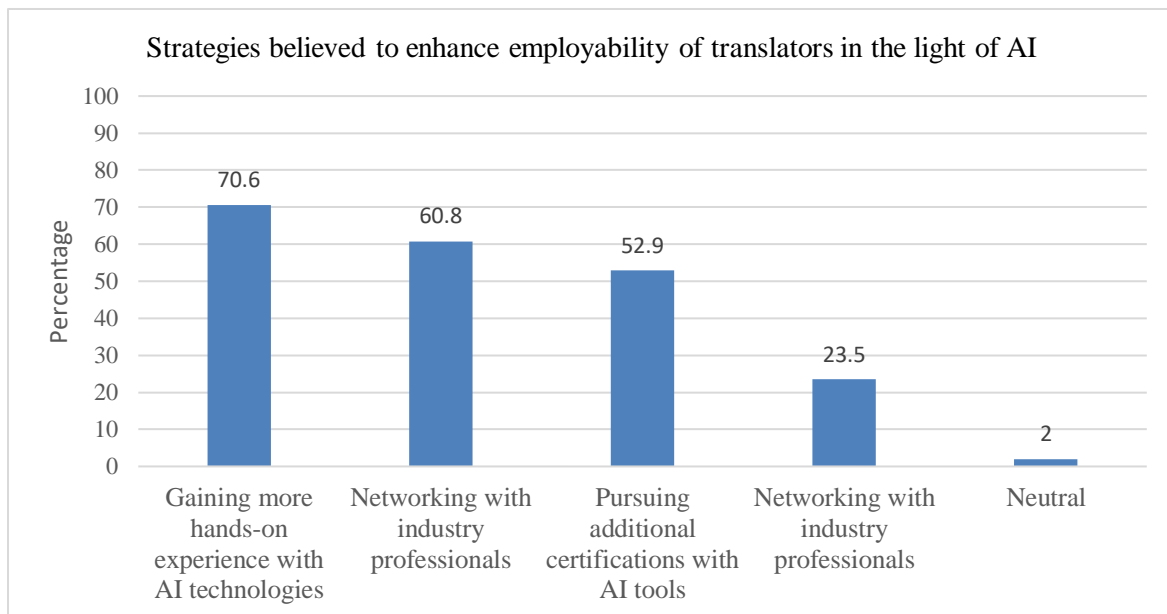 Strategies believed to enhance employability of translators in the light of AI
100
90
80
70
60
50
40
30
20
10
0
Percentage
70.6
60.8
52.9
23.5
2
Gaining more
hands-on
experience with
AI technologies
Networking with
industry
professionals
Pursuing
additional
certifications with
AI tools
Networking with
industry
professionals
Neutral